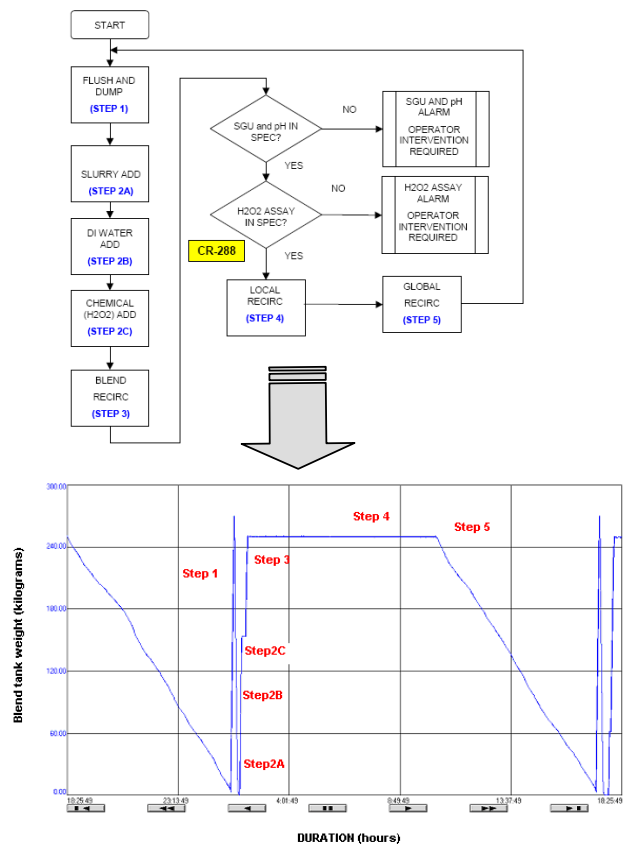 START
FLUSH AND
DUMP
(STEP 1)
SLURRY ADD
(STEP 2A)
DI WATER
ADD
(STEP 2B)
CHEMICAL
(H2O2) ADD
(STEP 2C)
BLEND
RECIRC
(STEP 3)
SGU and pH IN
SPEC?
NO
SGU AND pH
ALARM
OPERATOR
INTERVENTION
REQUIRED
YES
H2O2 ASSAY
IN SPEC?
NO
H2O2 ASSAY
ALARM
OPERATOR
INTERVENTION
REQUIRED
CR-288
YES
LOCAL
RECIRC
(STEP 4)
GLOBAL
RECIRC
(STEP 5)
Blend tank weight (kilograms)
300.00
240.00
180.00
120.00
60.00
0.00
Step 1
Step 3
Step 4
Step 5
Step2C
Step2B
Step2A
18:25:49
23:13:49
4:01:49
8:49:49
13:37:49
18:25:49
DURATION (hours)